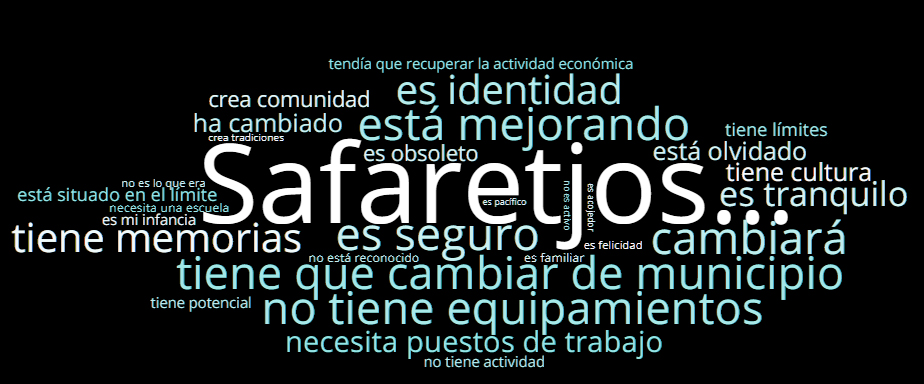 tendía que recuperar la actividad económica
es identidad
crea comunidad
ha cambiado
está mejorando
tiene límites
crea tradiciones
es obsoleto
está olvidado
Safaretjos...
tiene cultura
no es lo que era
está situado en el límite
es tranquilo
necesita una escuela
es pacífico
no es activo
es acojedor
es mi infancia
tiene memorias
es seguro
es felicidad
cambiará
no está reconocido
es familiar
tiene que cambiar de municipio
tiene potencial
no tiene equipamientos
necesita puestos de trabajo
no tiene actividad